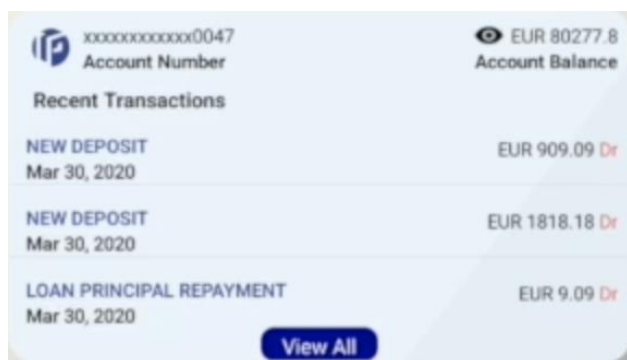 xxxxxxxxxxxx0047 EUR 80277.8
Account Number Account Balance
Recent Transactions
NEW DEPOSIT EUR 909.09 Dr
Mar 30, 2020
NEW DEPOSIT EUR 1818.18 Dr
Mar 30, 2020
LOAN PRINCIPAL REPAYMENT EUR 9.09 Dr
Mar 30, 2020
View All